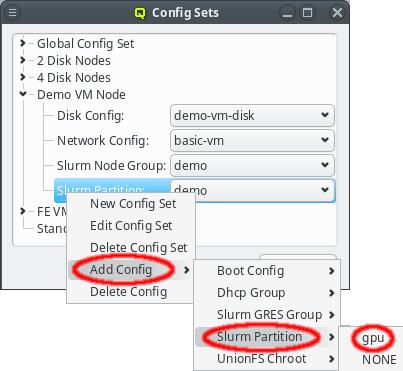 Config Sets
Global Config Set
2 Disk Nodes
4 Disk Nodes
Demo VM Node
Disk Config: demo-vm-disk
Network Config: basic-vm
Slurm Node Group: demo
Slurm Partition: demo
FE VM
Stand
New Config Set
Edit Config Set
Delete Config Set
Add Config
Delete Config
Boot Config
Dhcp Group
Slurm GRES Group
Slurm Partition
UnionFS Chroot
gpu
NONE